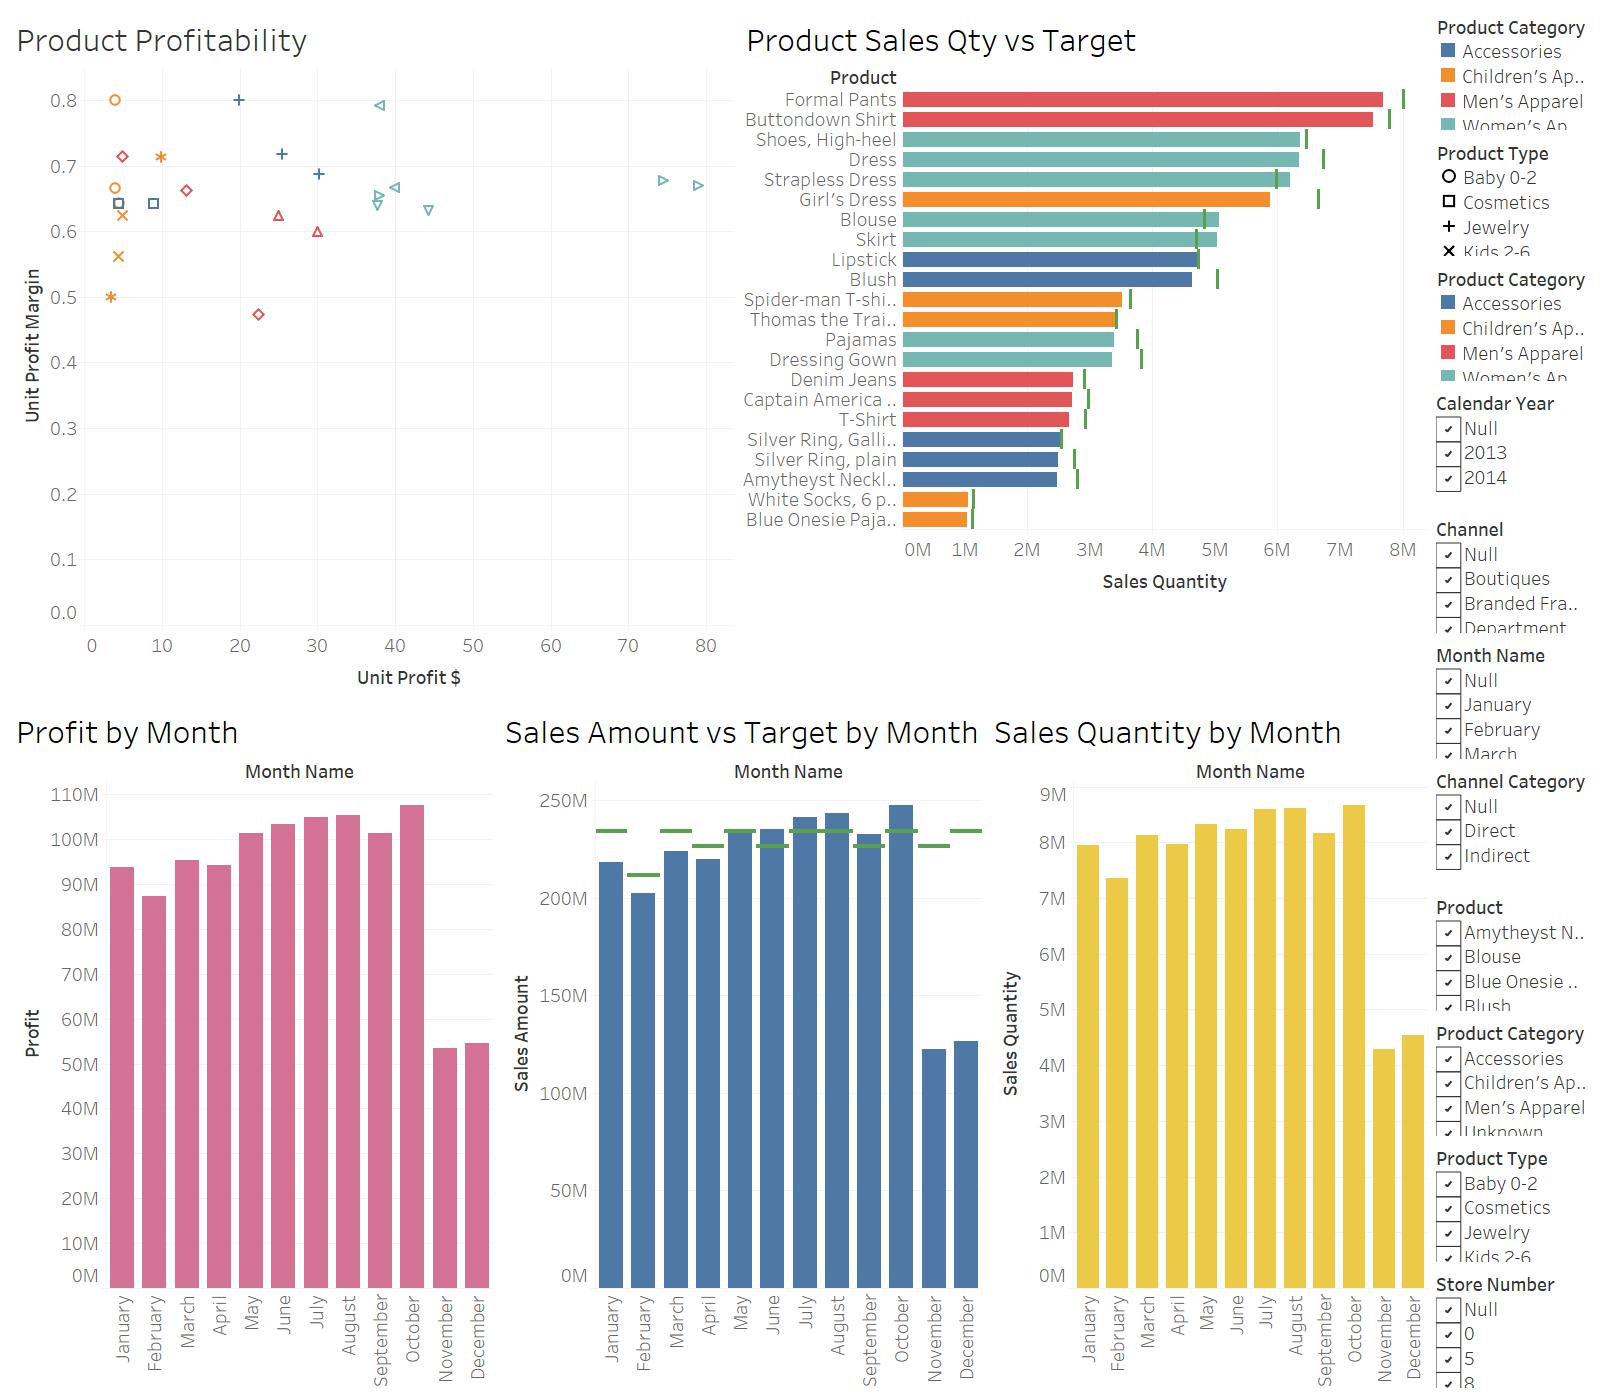 Product Profitability
Unit Profit Margin
0.8
0.7
0.6
0.5
0.4
0.3
0.2
0.1
0.0
0 10 20 30 40 50 60 70 80
Unit Profit $
Product Sales Qty vs Target
Product
Formal Pants
Buttondown Shirt
Shoes, High-heel
Dress
Strapless Dress
Girl's Dress
Blouse
Skirt
Lipstick
Blush
Spider-man T-shi..
Thomas the Trai..
Pajamas
Dressing Gown
Denim Jeans
Captain America ..
T-Shirt
Silver Ring, Galli..
Silver Ring, plain
Amytheyst Neckl..
White Socks, 6 p..
Blue Onesie Paja..
0M 1M 2M 3M 4M 5M 6M 7M 8M
Sales Quantity
Profit by Month
Month Name
Profit
110M
100M
90M
80M
70M
60M
50M
40M
30M
20M
10M
0M
January February March April May June July August September October November December
Sales Amount vs Target by Month
Month Name
Sales Amount
250M
200M
150M
100M
50M
0M
January February March April May June July August September October November December
Sales Quantity by Month
Month Name
Sales Quantity
9M
8M
7M
6M
5M
4M
3M
2M
1M
0M
January February March April May June July August September October November December
Product Category
Accessories
Children's Ap..
Men's Apparel
Women's Ap
Product Type
Baby 0-2
Cosmetics
Jewelry
Kids 2-6
Product Category
Accessories
Children's Ap..
Men's Apparel
Women's Ap
Calendar Year
Null
2013
2014
Channel
Null
Boutiques
Branded Fra..
Department
Month Name
Null
January
February
March
Channel Category
Null
Direct
Indirect
Product
Amytheyst N..
Blouse
Blue Onesie ..
Blush
Product Category
Accessories
Children's Ap..
Men's Apparel
Unknown
Product Type
Baby 0-2
Cosmetics
Jewelry
Kids 2-6
Store Number
Null
0
5
8